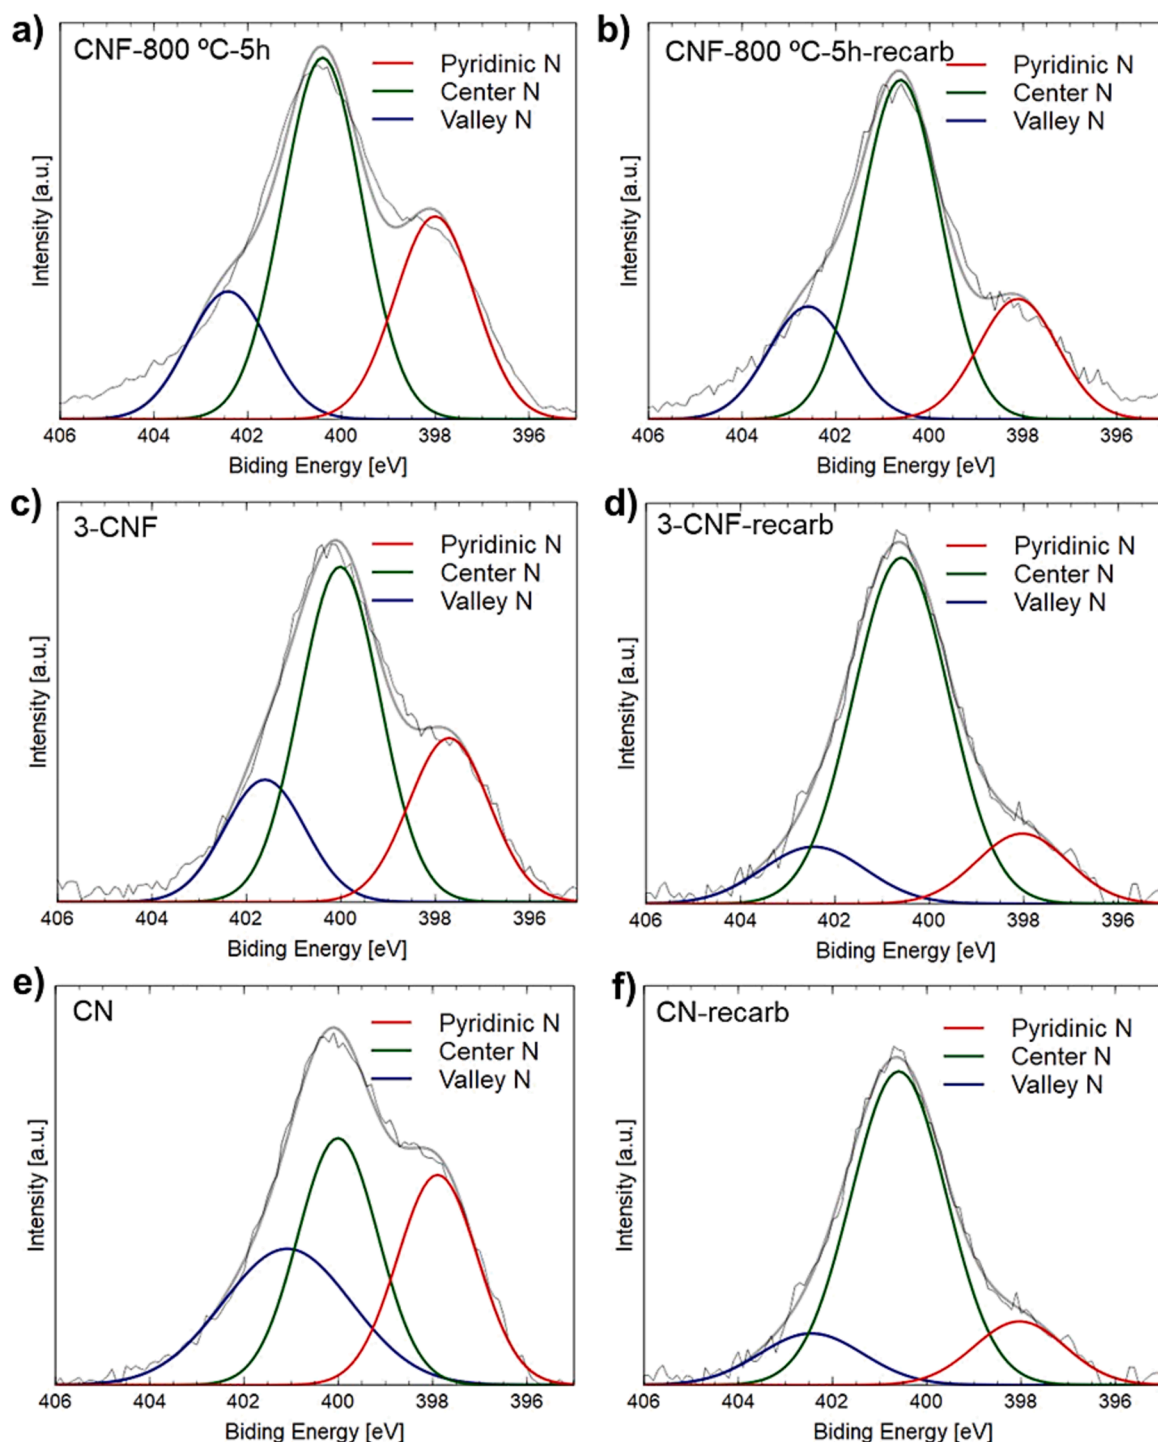 a) CNF-800 ºC-5h
Pyridinic N
Center N
Valley N
Intensity [a.u.]
406 404 402 400 398 396
Biding Energy [eV]
b) CNF-800 ºC-5h-recarb
Pyridinic N
Center N
Valley N
Intensity [a.u.]
406 404 402 400 398 396
Biding Energy [eV]
c) 3-CNF
Pyridinic N
Center N
Valley N
Intensity [a.u.]
406 404 402 400 398 396
Biding Energy [eV]
d) 3-CNF-recarb
Pyridinic N
Center N
Valley N
Intensity [a.u.]
406 404 402 400 398 396
Biding Energy [eV]
e) CN
Pyridinic N
Center N
Valley N
Intensity [a.u.]
406 404 402 400 398 396
Biding Energy [eV]
f) CN-recarb
Pyridinic N
Center N
Valley N
Intensity [a.u.]
406 404 402 400 398 396
Biding Energy [eV]